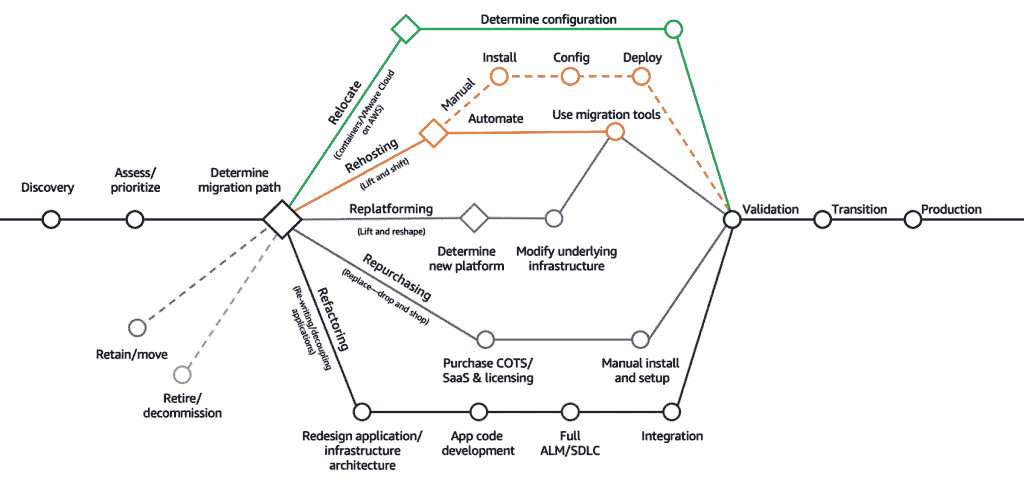 Determine configuration
Install
Config
Deploy
Manual
Relocate
(Containers/VMware Cloud
on AWS)
Automate
Use migration tools
Rehosting
(Lift and shift)
Discovery
Assess/
prioritize
Determine
migration path
Replatforming
(Lift and reshape)
Determine
new platform
Modify underlying
infrastructure
Validation
Transition
Production
Repurchasing
(Replace—drop and shop)
Purchase COTS/
SaaS & licensing
Manual install
and setup
Refactoring
(Re-writing/decoupling
applications)
Retain/move
Retire/
decommission
Redesign application/
infrastructure
architecture
App code
development
Full
ALM/SDLC
Integration